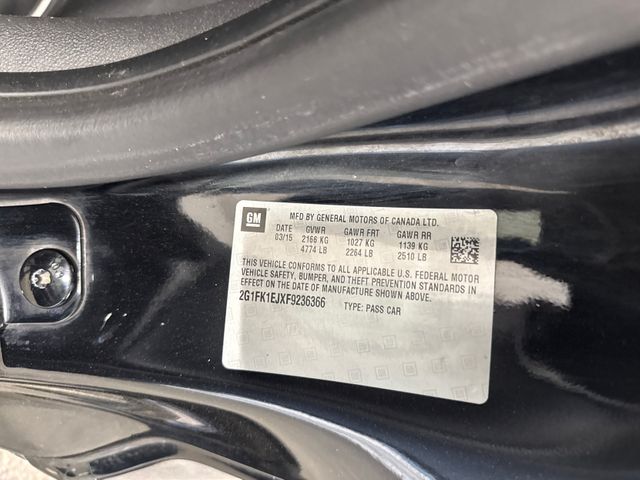 GM
MFD BY GENERAL MOTORS OF CANADA LTD.
DATE GVWR GAWR FRT GAWR RR
03/15 2166 KG 1027 KG 1139 KG
4774 LB 2264 LB 2510 LB
THIS VEHICLE CONFORMS TO ALL APPLICABLE U.S. FEDERAL MOTOR
VEHICLE SAFETY, BUMPER, AND THEFT PREVENTION STANDARDS IN
EFFECT ON THE DATE OF MANUFACTURE SHOWN ABOVE.
2G1FK1EJXF9236366 TYPE: PASS CAR